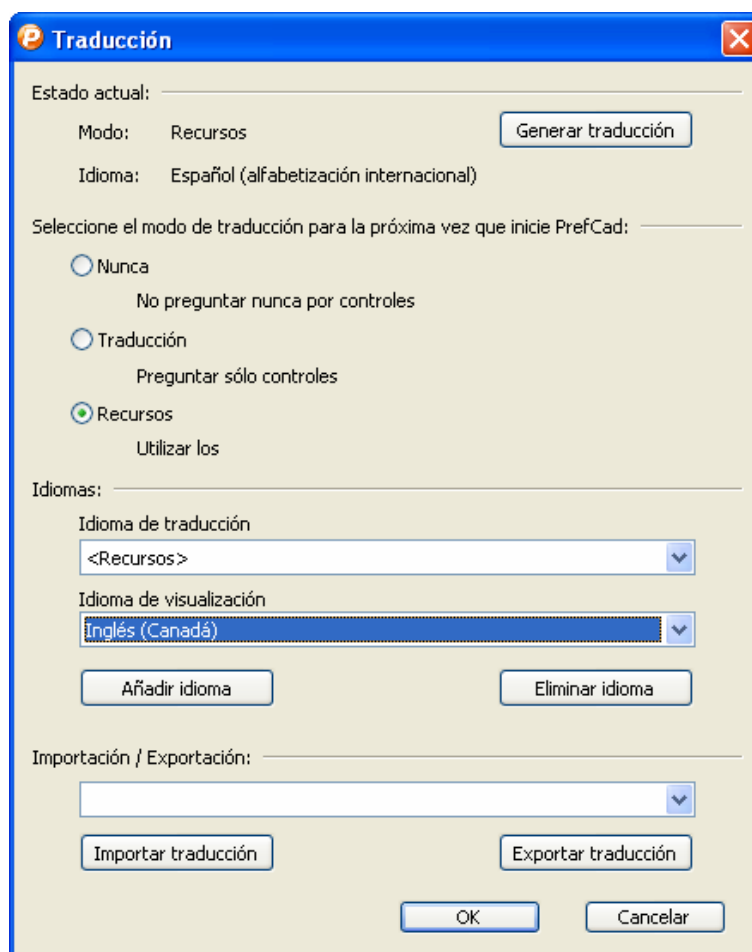 Traducción
Estado actual:
Modo: Recursos Generar traducción
Idioma: Español (alfabetización internacional)
Seleccione el modo de traducción para la próxima vez que inicie PrefCad:
Nunca
No preguntar nunca por controles
Traducción
Preguntar sólo controles
Recursos
Utilizar los
Idiomas:
Idioma de traducción
<Recursos>
Idioma de visualización
Inglés (Canadá)
Añadir idioma Eliminar idioma
Importación / Exportación:
Importar traducción Exportar traducción
OK Cancelar